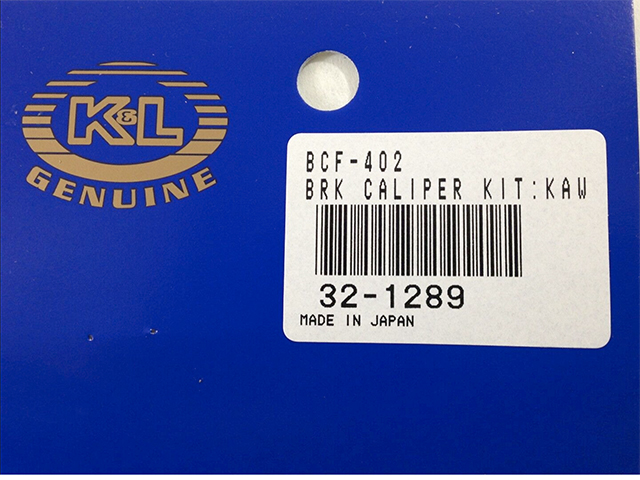 K&L
GENUINE
BCF-402
BRK CALIPER KIT:KAW
32-1289
MADE IN JAPAN